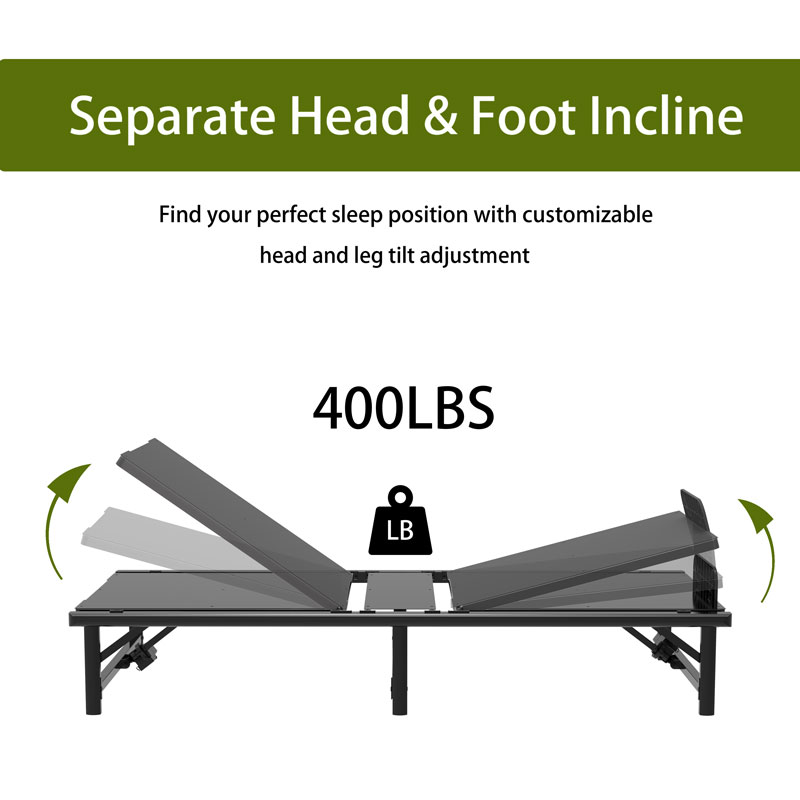 Separate Head & Foot Incline
Find your perfect sleep position with customizable
head and leg tilt adjustment
400LBS
LB